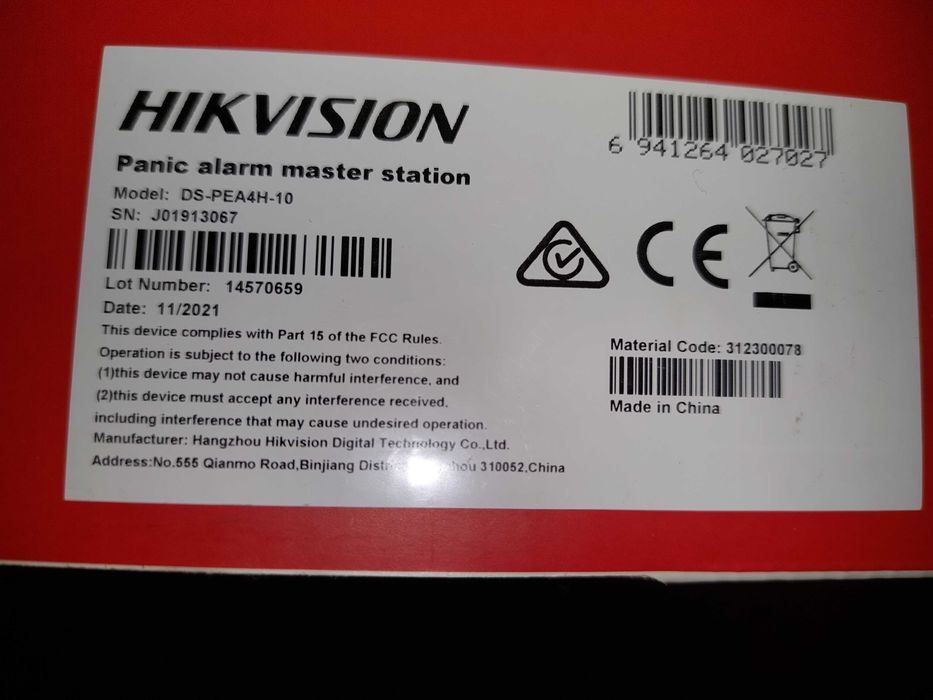 HIKVISION
Panic alarm master station
Model: DS-PEA4H-10
SN: J01913067
Lot Number: 14570659
Date: 11/2021
This device complies with Part 15 of the FCC Rules.
Operation is subject to the following two conditions:
(1)this device may not cause harmful interference, and
(2)this device must accept any interference received,
including interference that may cause undesired operation.
Manufacturer: Hangzhou Hikvision Digital Technology Co.,Ltd.
Address:No.555 Qianmo Road,Binjiang 310052,China
6 941264 027027
CE
Material Code: 312300078
Made in China